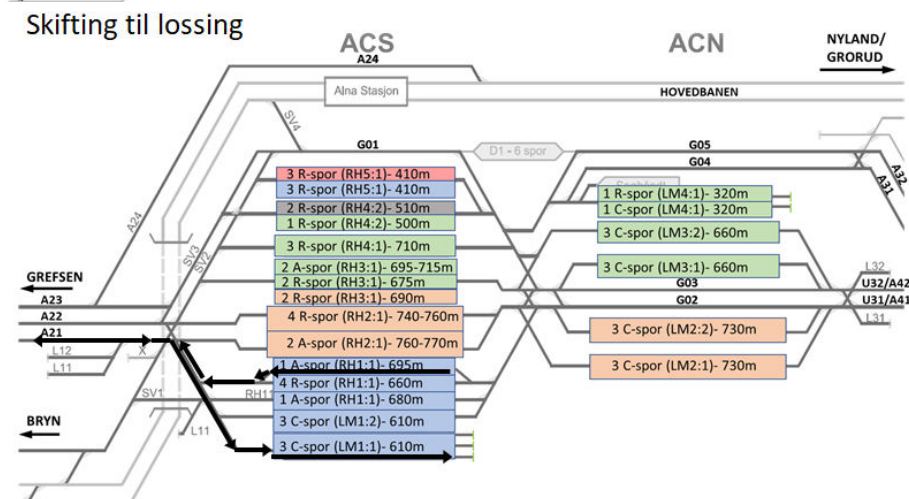 Skifting til lossing
ACS
ACN
NYLAND/
GRORUD
A24
Alna Stasjon
HOVEDBANEN
SV4
G01
D1 - 6 spor
G05
G04
A32
A31
3 R-spor (RH5:1)- 410m
3 R-spor (RH5:1)- 410m
2 R-spor (RH4:2)- 510m
1 R-spor (RH4:2)- 500m
3 R-spor (RH4:1)- 710m
2 A-spor (RH3:1)- 695-715m
2 R-spor (RH3:1)- 675m
2 R-spor (RH3:1)- 690m
4 R-spor (RH2:1)- 740-760m
2 A-spor (RH2:1)- 760-770m
1 A-spor (RH1:1)- 695m
4 R-spor (RH1:1)- 660m
1 A-spor (RH1:1)- 680m
3 C-spor (LM1:2)- 610m
3 C-spor (LM1:1)- 610m
1 R-spor (LM4:1)- 320m
1 C-spor (LM4:1)- 320m
3 C-spor (LM3:2)- 660m
3 C-spor (LM3:1)- 660m
G03
G02
3 C-spor (LM2:2)- 730m
3 C-spor (LM2:1)- 730m
L32
U32/A42
U31/A41
L31
A24
SV3
SV2
GREFSEN
A23
A22
A21
L12
L11
X
SV1
RH11
L11
BRYN